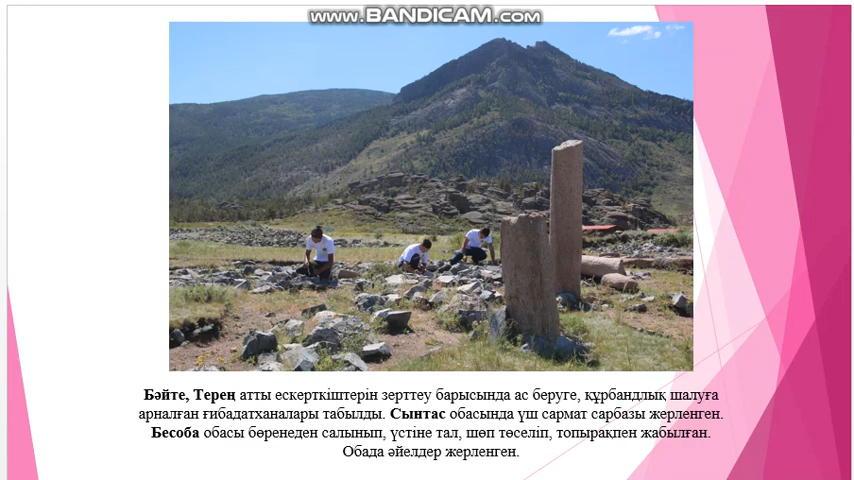 www.BANDICAM.com
Бәйте, Терең атты ескерткіштерін зерттеу барысында ас беруге, құрбандлық шалуға
арналған ғибадатханалары табылды. Сынтас обасында үш сармат сарбазы жерленген.
Бесоба обасы бөренеден салынып, үстіне тал, шөп төселіп, топырақпен жабылған.
Обада әйелдер жерленген.